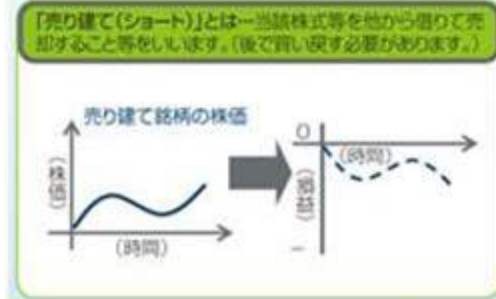 「売り建て(ショート)」とは…当該株式等を他から借りて売
却すること等をいいます。(後で買い戻す必要があります。)
売り建て銘柄の株価
(株価)
(時間)
0
(時間)
(損益)
−